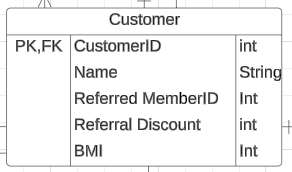 Customer
PK,FK CustomerID int
Name String
Referred MemberID Int
Referral Discount int
BMI Int